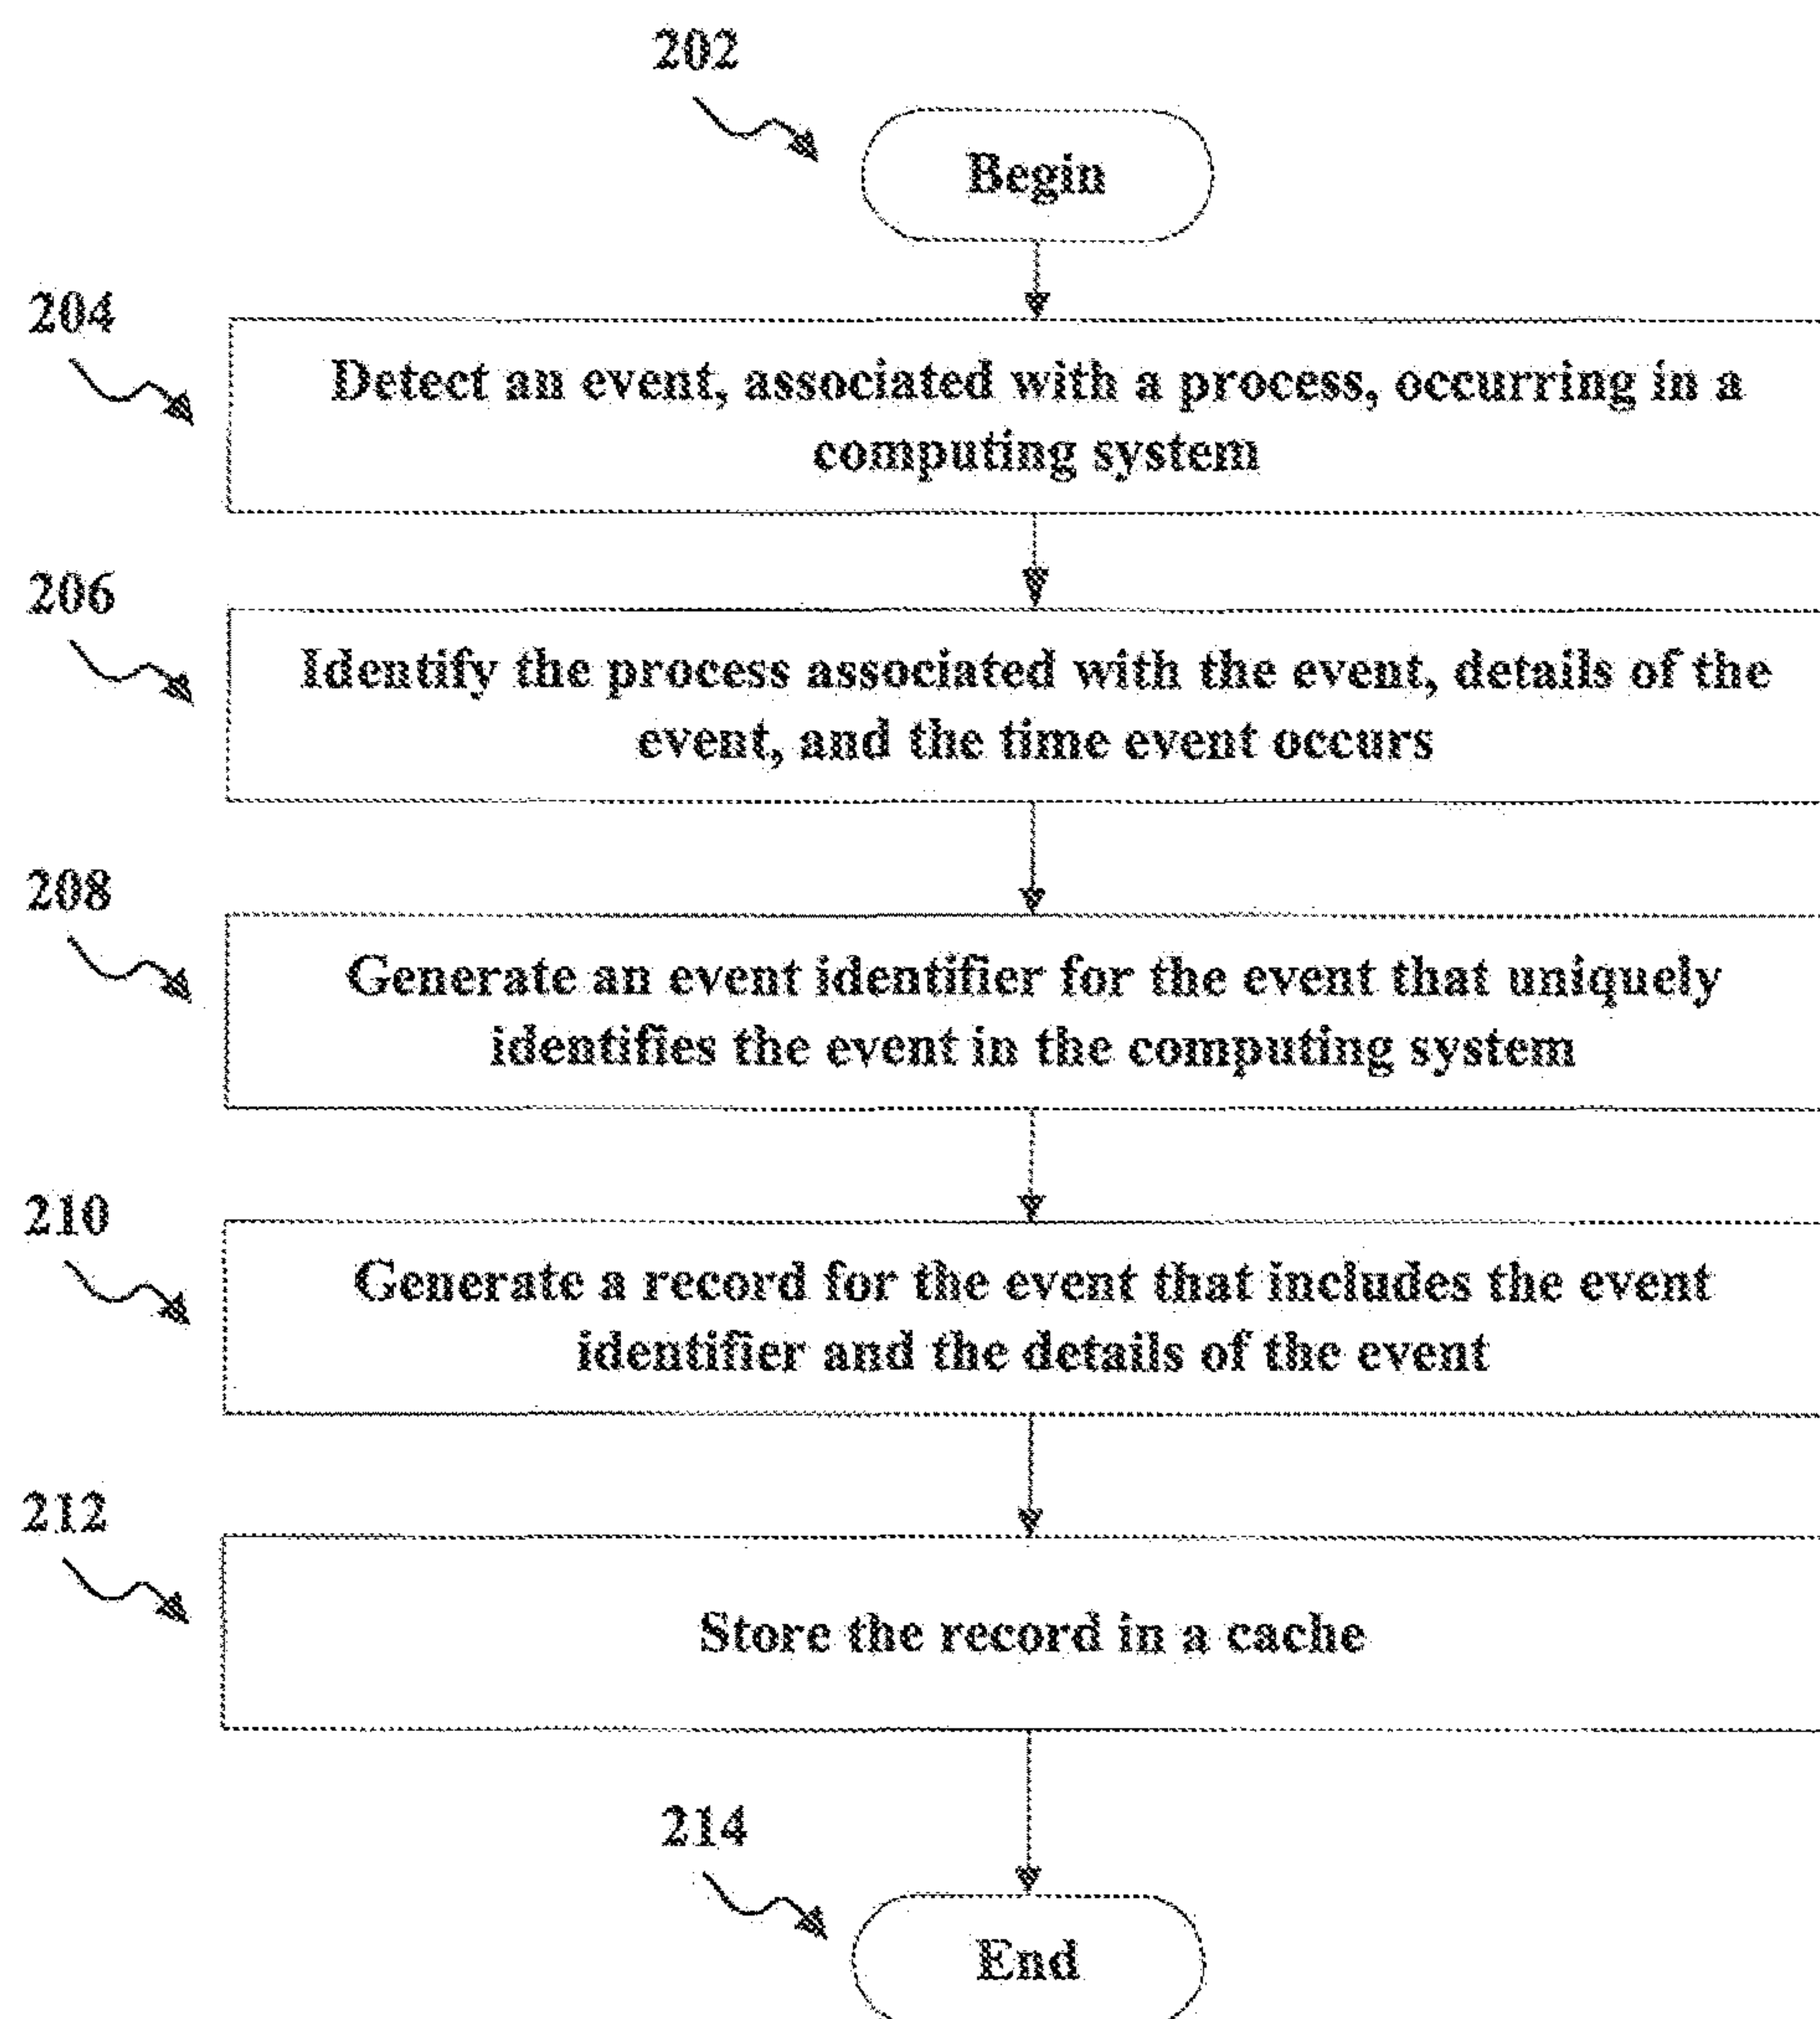 202
Begin
204
Detect an event, associated with a process, occurring in a
computing system
206
Identify the process associated with the event, details of the
event, and the time event occurs
208
Generate an event identifier for the event that uniquely
identifies the event in the computing system
210
Generate a record for the event that includes the event
identifier and the details of the event
212
Store the record in a cache
214
End